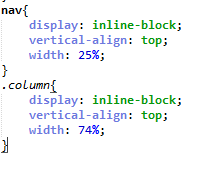 nav{
display: inline-block;
vertical-align: top;
width: 25%;
}
.column{
display: inline-block;
vertical-align: top;
width: 74%;
}